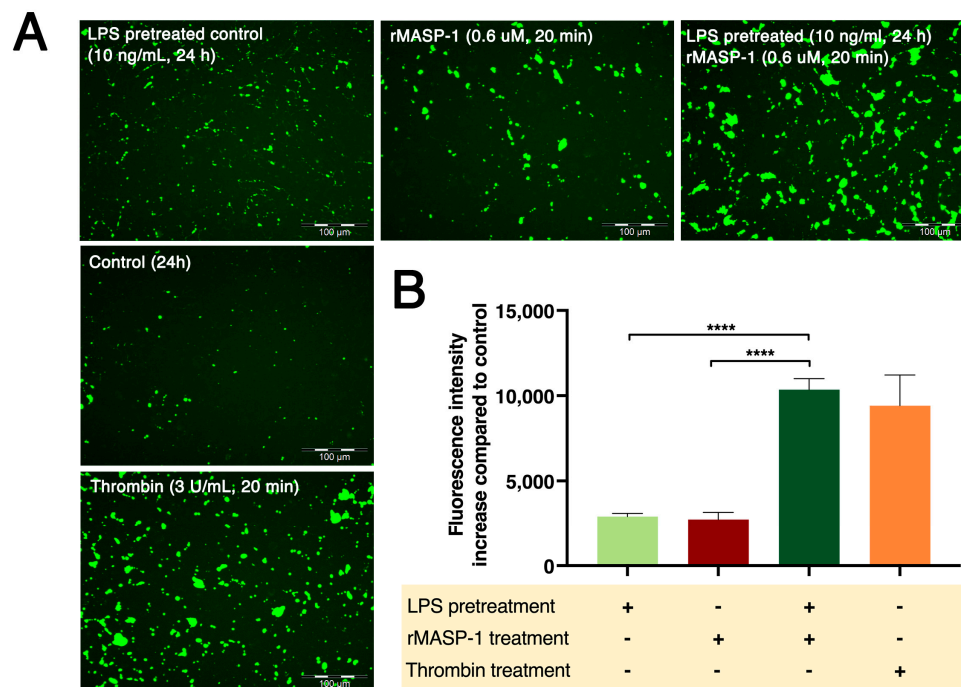 A
LPS pretreated control
(10 ng/mL, 24 h)
100 µm
rMASP-1 (0.6 uM, 20 min)
100 µm
LPS pretreated (10 ng/ml, 24 h)
rMASP-1 (0.6 uM, 20 min)
100 µm
Control (24h)
100 µm
Thrombin (3 U/mL, 20 min)
100 µm
B
Fluorescence intensity
increase compared to control
15,000
10,000
5,000
0
****
****
LPS pretreatment + - + -
rMASP-1 treatment - + + -
Thrombin treatment - - - +